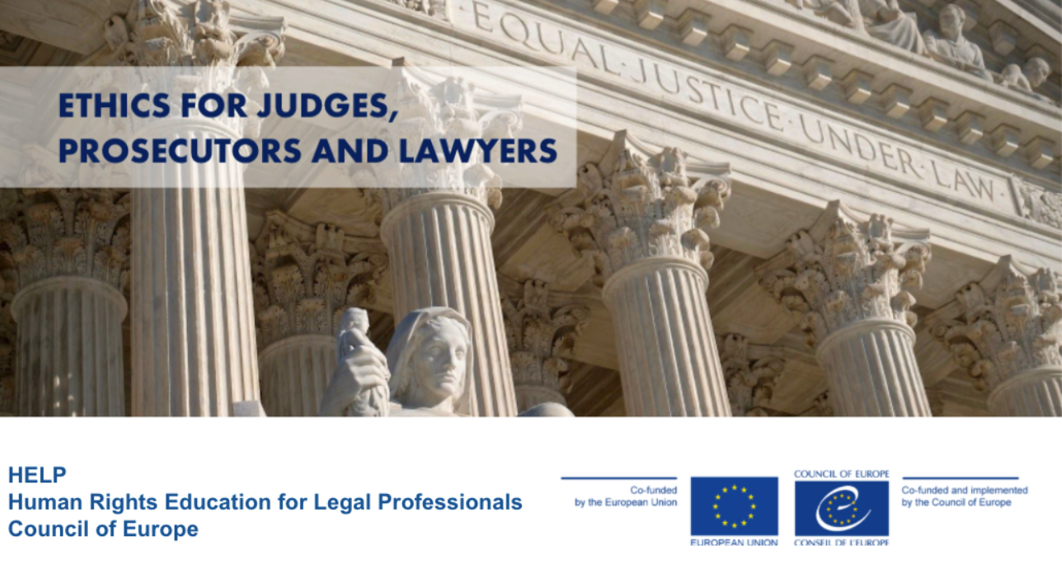 EQUAL·JUSTICE·UNDER·LAW·
ETHICS FOR JUDGES,
PROSECUTORS AND LAWYERS
HELP
Human Rights Education for Legal Professionals
Council of Europe
Co-funded
by the European Union
EUROPEAN UNION
COUNCIL OF EUROPE
CONSEIL DE L'EUROPE
Co-funded and implemented
by the Council of Europe